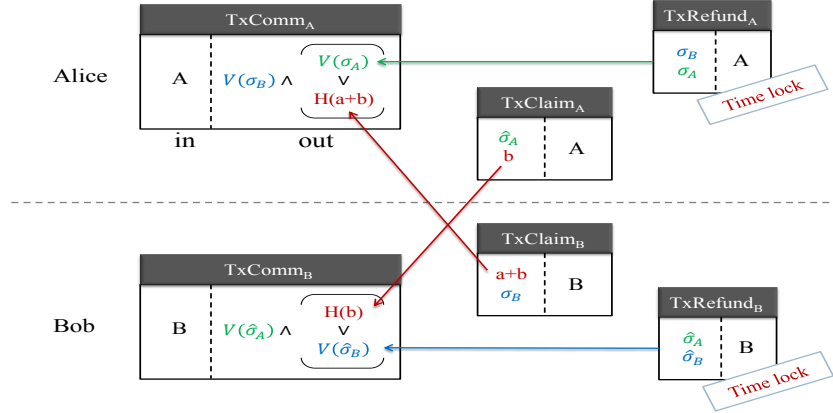 TxComm_A
TxRefund_A
Alice
A
V(σ_A)
V(σ_B) ∧
∨
H(a+b)
in
out
σ_B
σ_A
A
Time lock
TxClaim_A
σ̂_A
b
A
TxClaim_B
a+b
σ_B
B
TxComm_B
Bob
B
H(b)
V(σ̂_A) ∧
∨
V(σ̂_B)
TxRefund_B
σ̂_A
σ̂_B
B
Time lock